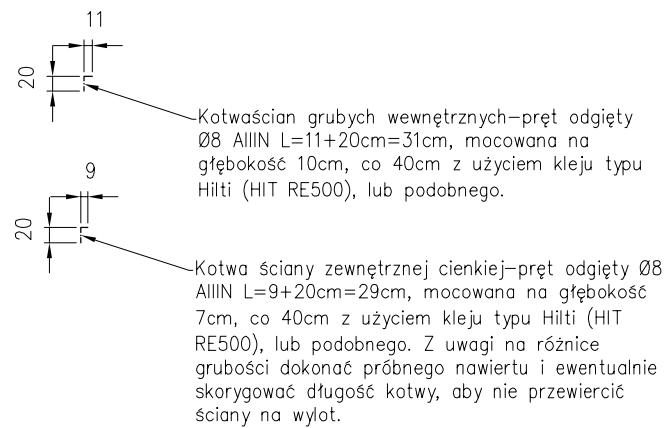 11
20
Kotwaścian grubych wewnętrznych–pręt odgięty
Ø8 AIIIN L=11+20cm=31cm, mocowana na
głębokość 10cm, co 40cm z użyciem kleju typu
Hilti (HIT RE500), lub podobnego.
9
20
Kotwa ściany zewnętrznej cienkiej–pręt odgięty Ø8
AIIIN L=9+20cm=29cm, mocowana na głębokość
7cm, co 40cm z użyciem kleju typu Hilti (HIT
RE500), lub podobnego. Z uwagi na różnice
grubości dokonać próbnego nawiertu i ewentualnie
skorygować długość kotwy, aby nie przewiercić
ściany na wylot.